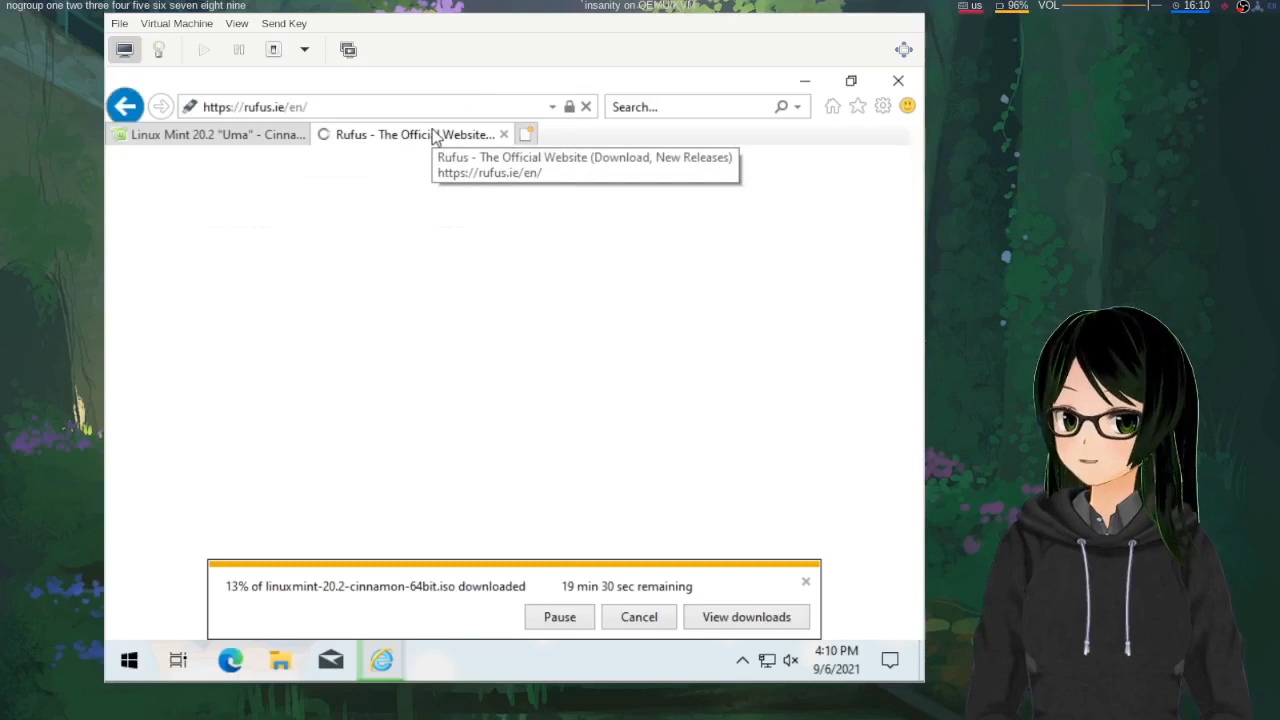 nogroup one two three four five six seven eight nine
insanity on QEMU/KVM
us 96% VOL 16:10
File Virtual Machine View Send Key
https://rufus.ie/en/
Search...
Linux Mint 20.2 "Uma" - Cinna...
Rufus - The Official Website...
Rufus - The Official Website (Download, New Releases)
https://rufus.ie/en/
13% of linuxmint-20.2-cinnamon-64bit.iso downloaded 19 min 30 sec remaining
Pause Cancel View downloads
4:10 PM
9/6/2021